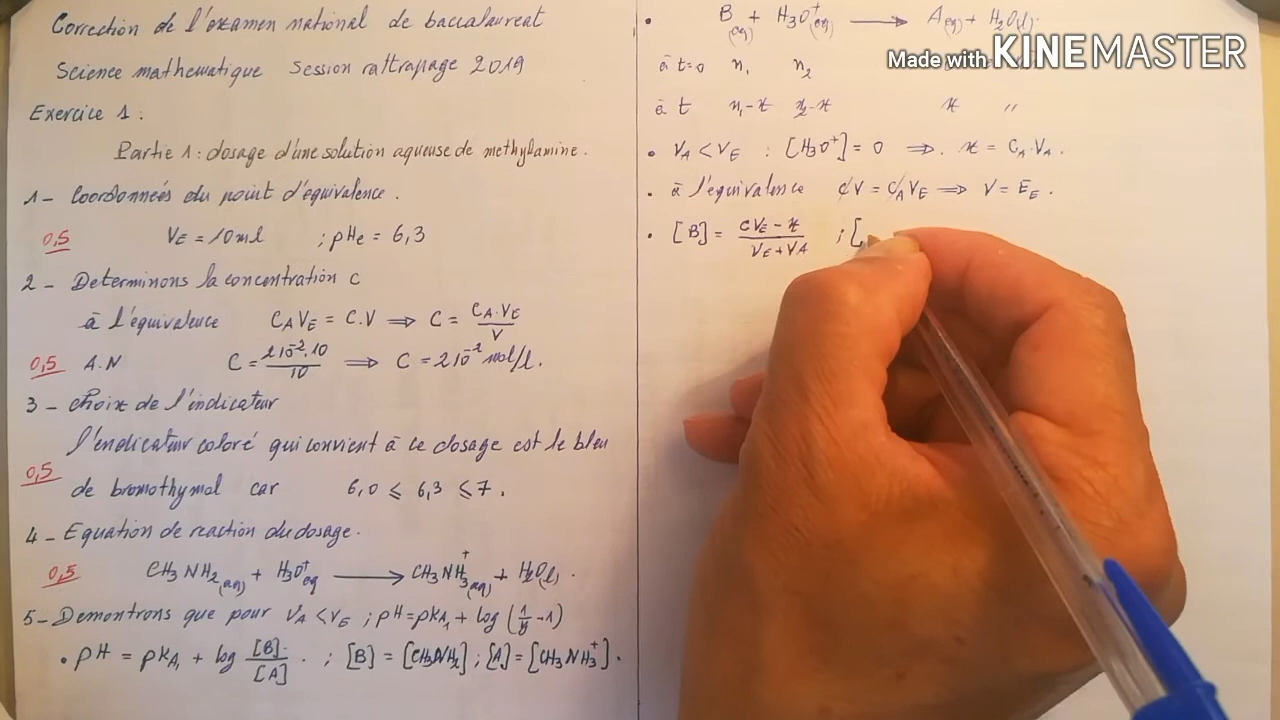 Correction de l'examen national de baccalaureat
Science mathematique Session rattrapage 2019
Exercice 1 :
Partie 1 : dosage d'une solution aqueuse de methylamine.
1 - Coordonnées du point d'équivalence.
0,5 VE = 10ml ; pHe = 6,3
2 - Determinons la concentration c
à l'équivalence CAVE = C.V ⟹ C = CA.VE / V
0,5 A.N C = 2 10^-2.10 / 10 ⟹ C = 2 10^-2 mol/l.
3 - Choix de l'indicateur
l'indicateur coloré qui convient à ce dosage est le bleu
0,5 de bromothymol car 6,0 ≤ 6,3 ≤ 7.
4 - Equation de reaction du dosage.
0,5 CH3NH2(aq) + H3O+aq ⟶ CH3NH3+(aq) + H2O(l).
5 - Demontrons que pour VA < VE ; pH = pKA1 + log (1/y - 1)
• pH = pKA1 + log [B]/[A]. ; [B] = [CH3NH2] ; [A] = [CH3NH3+].
• B(aq) + H3O+(aq) ⟶ A(aq) + H2O(l).
à t=0 n1 n2
à t n1-x n2-x x "
• VA < VE : [H3O+] = 0 ⟹ x = CA.VA.
• à l'équivalence CV = CAVE ⟹ V = EE.
• [B] = CVE - x / VE + VA ; [
Made with KINEMASTER